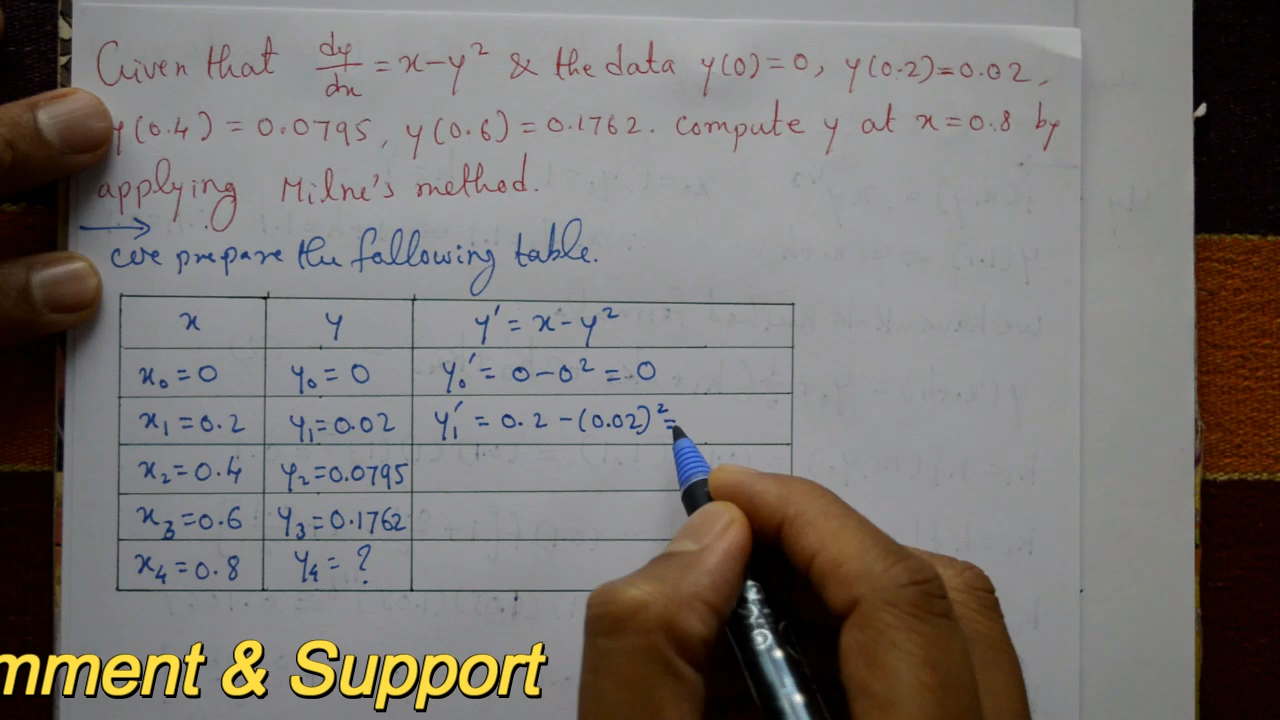 Given that dy/dx = x-y² & the data y(0)=0, y(0.2)=0.02,
y(0.4)=0.0795, y(0.6)=0.1762. Compute y at x=0.8 by
applying Milne's method.
→ we prepare the following table.
x y y′ = x-y²
x₀=0 y₀=0 y₀′ = 0-0² = 0
x₁=0.2 y₁=0.02 y₁′ = 0.2-(0.02)² =
x₂=0.4 y₂=0.0795
x₃=0.6 y₃=0.1762
x₄=0.8 y₄=?
mment & Support